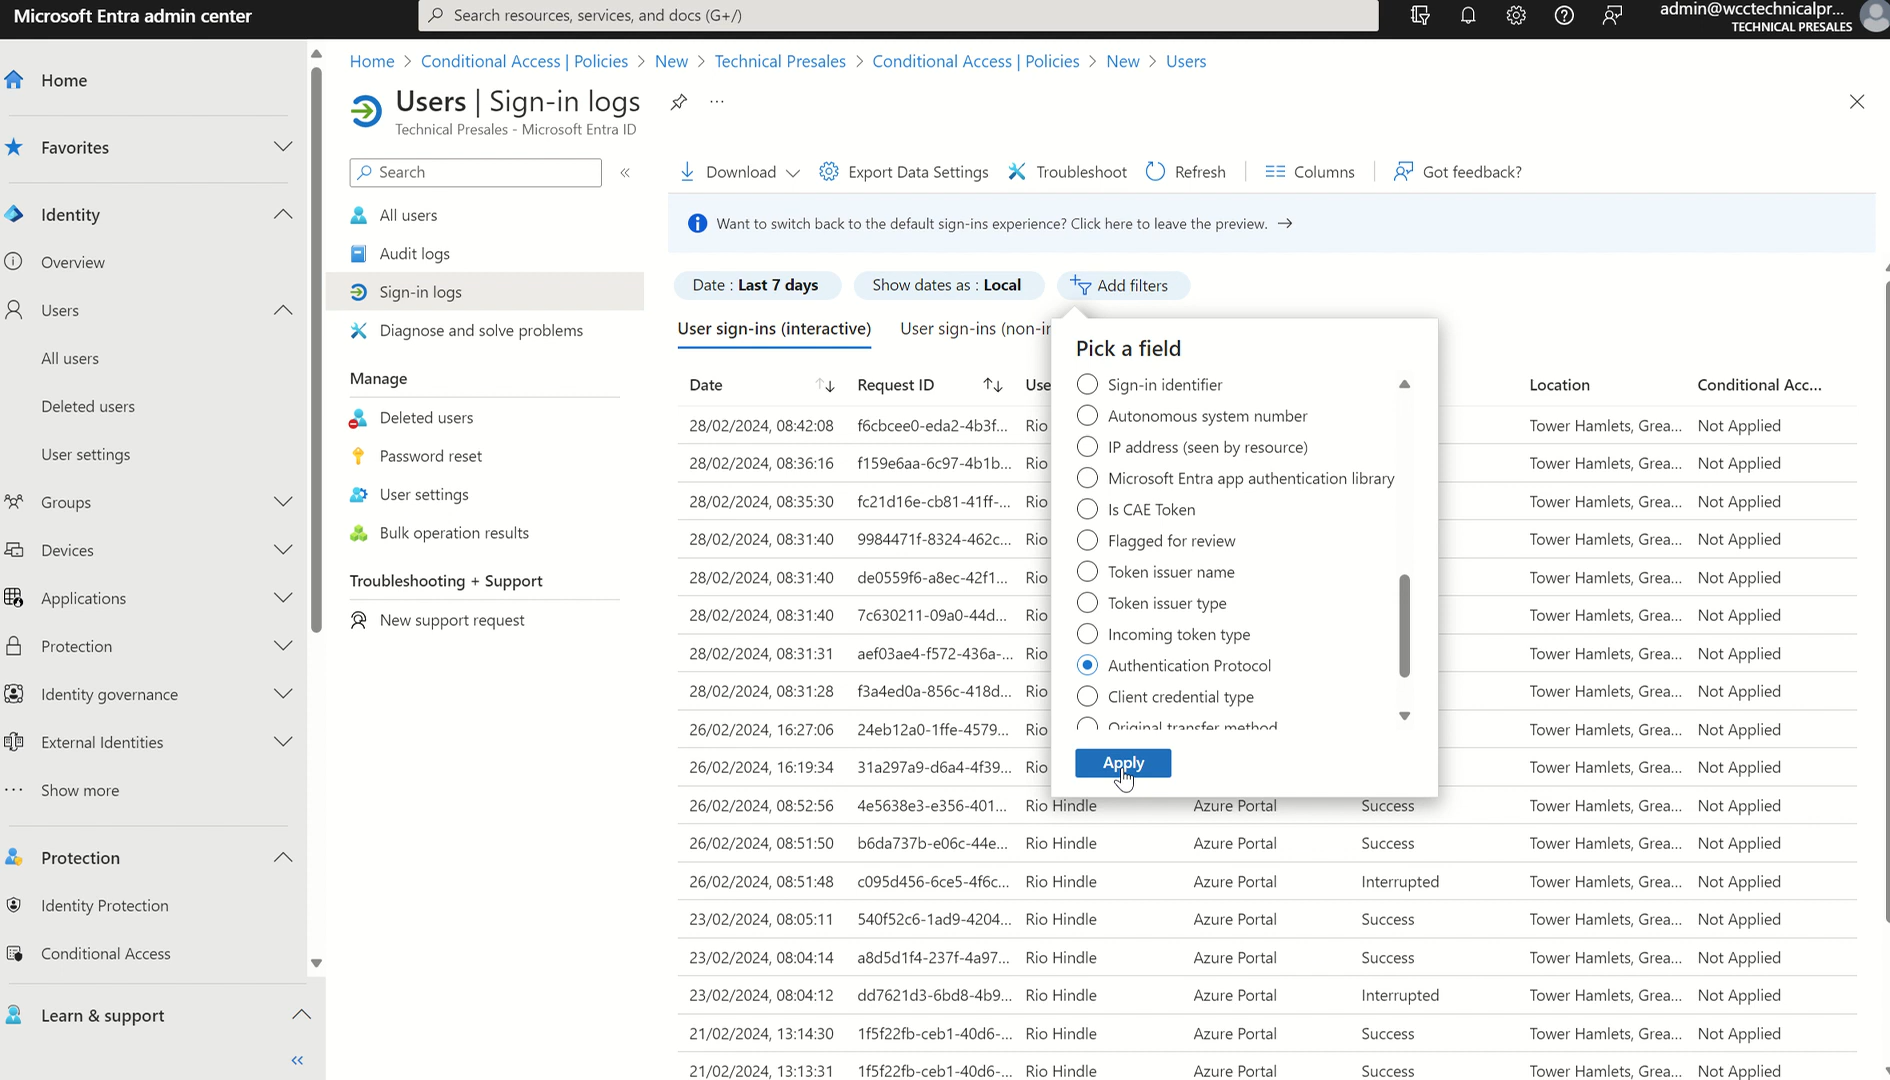 Microsoft Entra admin center
Search resources, services, and docs (G+/)
admin@wcctechnicalpr...
TECHNICAL PRESALES
Home
Favorites
Identity
Overview
Users
All users
Deleted users
User settings
Groups
Devices
Applications
Protection
Identity governance
External Identities
Show more
Protection
Identity Protection
Conditional Access
Learn & support
Home > Conditional Access | Policies > New > Technical Presales > Conditional Access | Policies > New > Users
Users | Sign-in logs
Technical Presales - Microsoft Entra ID
Search
All users
Audit logs
Sign-in logs
Diagnose and solve problems
Manage
Deleted users
Password reset
User settings
Bulk operation results
Troubleshooting + Support
New support request
Download Export Data Settings Troubleshoot Refresh Columns Got feedback?
Want to switch back to the default sign-ins experience? Click here to leave the preview. →
Date : Last 7 days Show dates as : Local Add filters
User sign-ins (interactive) User sign-ins (non-in
Pick a field
Sign-in identifier
Autonomous system number
IP address (seen by resource)
Microsoft Entra app authentication library
Is CAE Token
Flagged for review
Token issuer name
Token issuer type
Incoming token type
Authentication Protocol
Client credential type
Original transfer method
Apply
Date Request ID Use Location Conditional Acc...
28/02/2024, 08:42:08 f6cbcee0-eda2-4b3f... Rio Tower Hamlets, Grea... Not Applied
28/02/2024, 08:36:16 f159e6aa-6c97-4b1b... Rio Tower Hamlets, Grea... Not Applied
28/02/2024, 08:35:30 fc21d16e-cb81-41ff-... Rio Tower Hamlets, Grea... Not Applied
28/02/2024, 08:31:40 9984471f-8324-462c... Rio Tower Hamlets, Grea... Not Applied
28/02/2024, 08:31:40 de0559f6-a8ec-42f1... Rio Tower Hamlets, Grea... Not Applied
28/02/2024, 08:31:40 7c630211-09a0-44d... Rio Tower Hamlets, Grea... Not Applied
28/02/2024, 08:31:31 aef03ae4-f572-436a-... Rio Tower Hamlets, Grea... Not Applied
28/02/2024, 08:31:28 f3a4ed0a-856c-418d... Rio Tower Hamlets, Grea... Not Applied
26/02/2024, 16:27:06 24eb12a0-1ffe-4579... Rio Tower Hamlets, Grea... Not Applied
26/02/2024, 16:19:34 31a297a9-d6a4-4f39... Rio Tower Hamlets, Grea... Not Applied
26/02/2024, 08:52:56 4e5638e3-e356-401... Rio Hindle Azure Portal Success Tower Hamlets, Grea... Not Applied
26/02/2024, 08:51:50 b6da737b-e06c-44e... Rio Hindle Azure Portal Success Tower Hamlets, Grea... Not Applied
26/02/2024, 08:51:48 c095d456-6ce5-4f6c... Rio Hindle Azure Portal Interrupted Tower Hamlets, Grea... Not Applied
23/02/2024, 08:05:11 540f52c6-1ad9-4204... Rio Hindle Azure Portal Success Tower Hamlets, Grea... Not Applied
23/02/2024, 08:04:14 a8d5d1f4-237f-4a97... Rio Hindle Azure Portal Success Tower Hamlets, Grea... Not Applied
23/02/2024, 08:04:12 dd7621d3-6bd8-4b9... Rio Hindle Azure Portal Interrupted Tower Hamlets, Grea... Not Applied
21/02/2024, 13:14:30 1f5f22fb-ceb1-40d6-... Rio Hindle Azure Portal Success Tower Hamlets, Grea... Not Applied
21/02/2024, 13:13:31 1f5f22fb-ceb1-40d6-... Rio Hindle Azure Portal Success Tower Hamlets, Grea... Not Applied